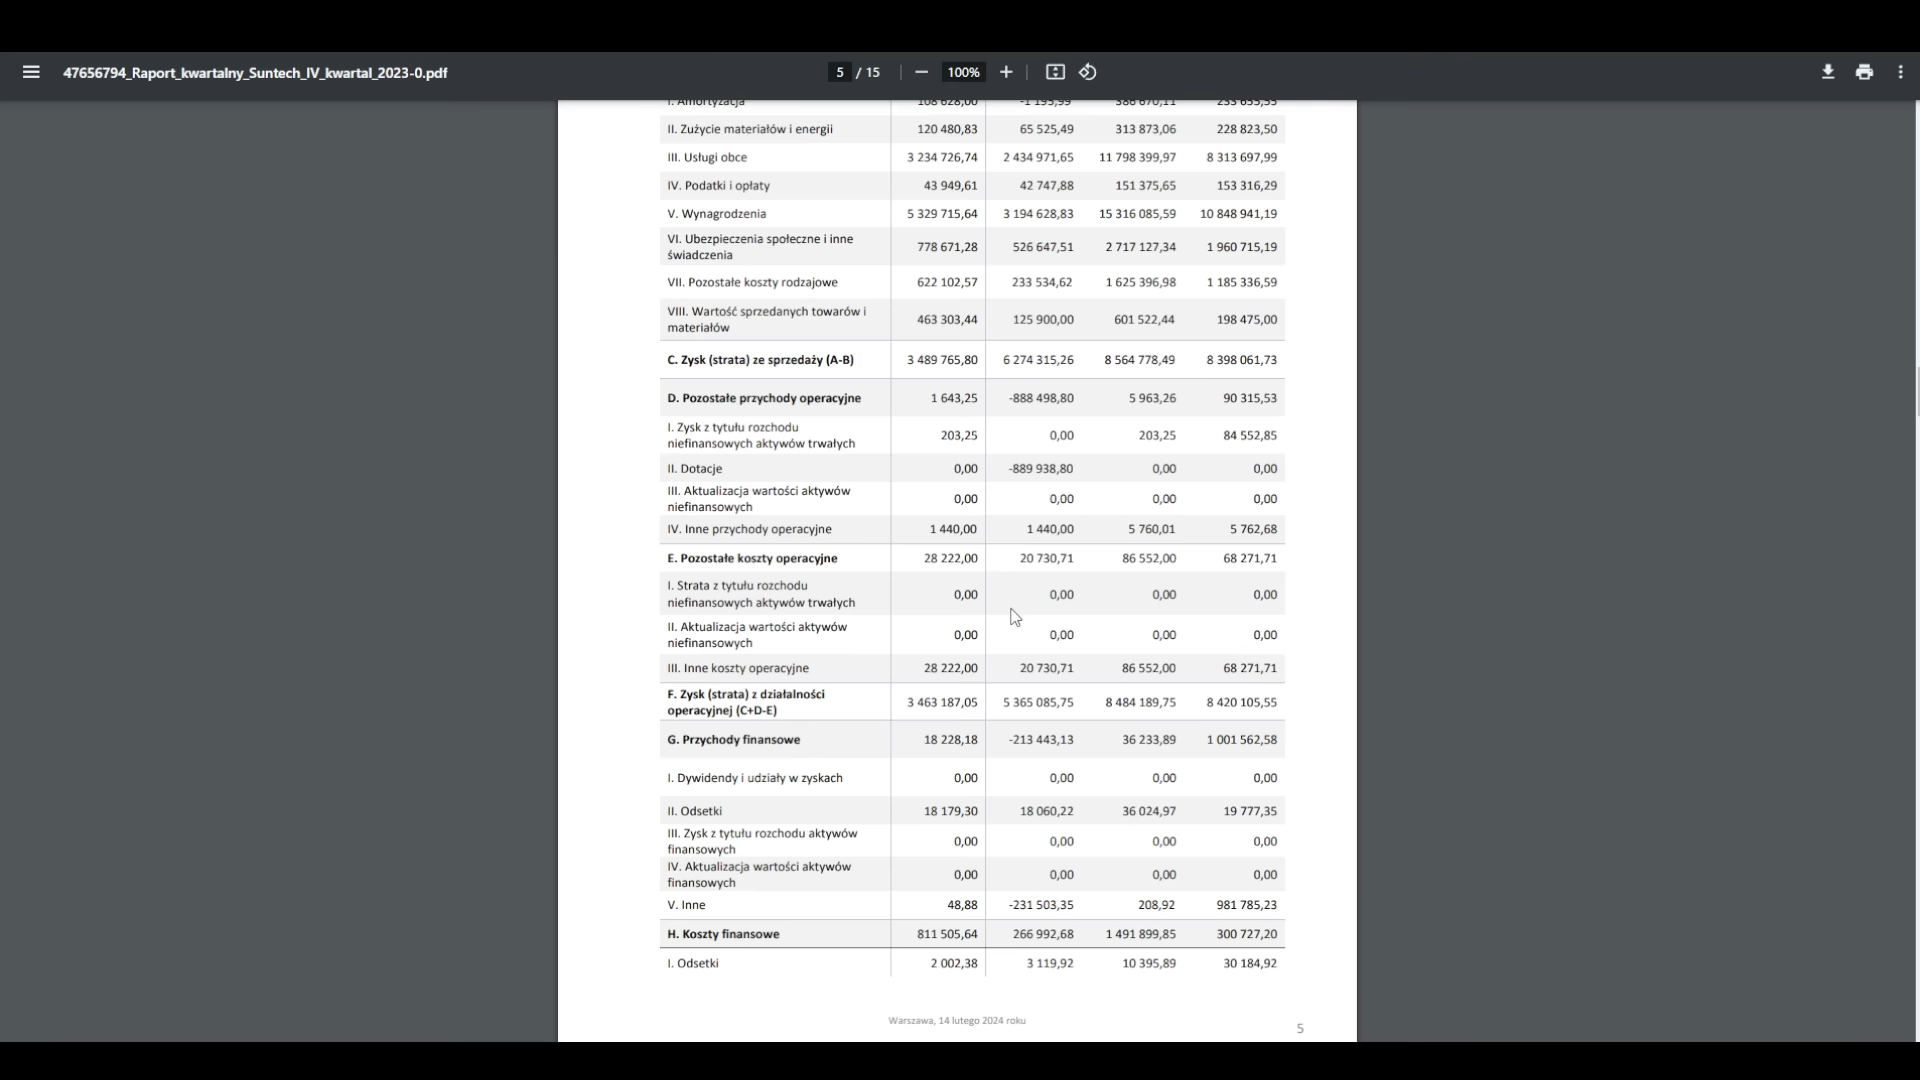 47656794_Raport_kwartalny_Suntech_IV_kwartal_2023-0.pdf
5 / 15
100%
I. Amortyzacja 108 628,00 -1 195,99 386 670,11 233 655,55
II. Zużycie materiałów i energii 120 480,83 65 525,49 313 873,06 228 823,50
III. Usługi obce 3 234 726,74 2 434 971,65 11 798 399,97 8 313 697,99
IV. Podatki i opłaty 43 949,61 42 747,88 151 375,65 153 316,29
V. Wynagrodzenia 5 329 715,64 3 194 628,83 15 316 085,59 10 848 941,19
VI. Ubezpieczenia społeczne i inne
świadczenia 778 671,28 526 647,51 2 717 127,34 1 960 715,19
VII. Pozostałe koszty rodzajowe 622 102,57 233 534,62 1 625 396,98 1 185 336,59
VIII. Wartość sprzedanych towarów i
materiałów 463 303,44 125 900,00 601 522,44 198 475,00
C. Zysk (strata) ze sprzedaży (A-B) 3 489 765,80 6 274 315,26 8 564 778,49 8 398 061,73
D. Pozostałe przychody operacyjne 1 643,25 -888 498,80 5 963,26 90 315,53
I. Zysk z tytułu rozchodu
niefinansowych aktywów trwałych 203,25 0,00 203,25 84 552,85
II. Dotacje 0,00 -889 938,80 0,00 0,00
III. Aktualizacja wartości aktywów
niefinansowych 0,00 0,00 0,00 0,00
IV. Inne przychody operacyjne 1 440,00 1 440,00 5 760,01 5 762,68
E. Pozostałe koszty operacyjne 28 222,00 20 730,71 86 552,00 68 271,71
I. Strata z tytułu rozchodu
niefinansowych aktywów trwałych 0,00 0,00 0,00 0,00
II. Aktualizacja wartości aktywów
niefinansowych 0,00 0,00 0,00 0,00
III. Inne koszty operacyjne 28 222,00 20 730,71 86 552,00 68 271,71
F. Zysk (strata) z działalności
operacyjnej (C+D-E) 3 463 187,05 5 365 085,75 8 484 189,75 8 420 105,55
G. Przychody finansowe 18 228,18 -213 443,13 36 233,89 1 001 562,58
I. Dywidendy i udziały w zyskach 0,00 0,00 0,00 0,00
II. Odsetki 18 179,30 18 060,22 36 024,97 19 777,35
III. Zysk z tytułu rozchodu aktywów
finansowych 0,00 0,00 0,00 0,00
IV. Aktualizacja wartości aktywów
finansowych 0,00 0,00 0,00 0,00
V. Inne 48,88 -231 503,35 208,92 981 785,23
H. Koszty finansowe 811 505,64 266 992,68 1 491 899,85 300 727,20
I. Odsetki 2 002,38 3 119,92 10 395,89 30 184,92
Warszawa, 14 lutego 2024 roku
5